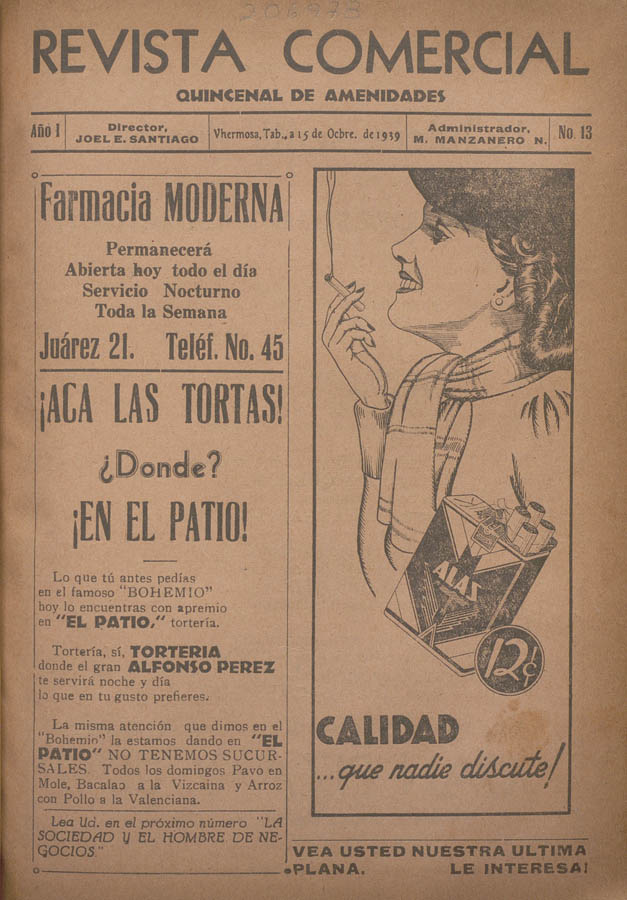 206973
REVISTA COMERCIAL
QUINCENAL DE AMENIDADES
Año I
Director,
JOEL E. SANTIAGO
Vhermosa, Tab., a 15 de Ocbre. de 1939
Administrador,
M. MANZANERO N.
No. 13
Farmacia MODERNA
Permanecerá
Abierta hoy todo el día
Servicio Nocturno
Toda la Semana
Juárez 21. Teléf. No. 45
¡ACA LAS TORTAS!
¿Donde?
¡EN EL PATIO!
Lo que tú antes pedías
en el famoso "BOHEMIO"
hoy lo encuentras con apremio
en "EL PATIO," tortería.
Tortería, sí, TORTERIA
donde el gran ALFONSO PEREZ
te servirá noche y día
lo que en tu gusto prefieres.
La misma atención que dimos en el
"Bohemio" la estamos dando en "EL
PATIO" NO TENEMOS SUCUR-
SALES. Todos los domingos Pavo en
Mole, Bacalao a la Vizcaina y Arroz
con Pollo a la Valenciana.
Lea Ud. en el próximo número "LA
SOCIEDAD Y EL HOMBRE DE NE-
GOCIOS."
ALAS
12½ ¢
CALIDAD
...que nadie discute!
VEA USTED NUESTRA ULTIMA
PLANA. LE INTERESA!